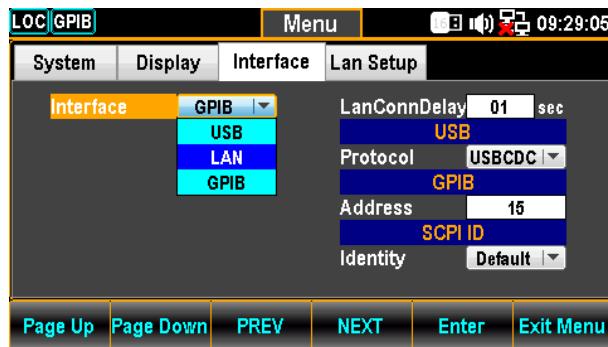 LOC GPIB Menu 16 09:29:05
System Display Interface Lan Setup
Interface GPIB
USB
LAN
GPIB
LanConnDelay 01 sec
USB
Protocol USBCDC
GPIB
Address 15
SCPI ID
Identity Default
Page Up Page Down PREV NEXT Enter Exit Menu